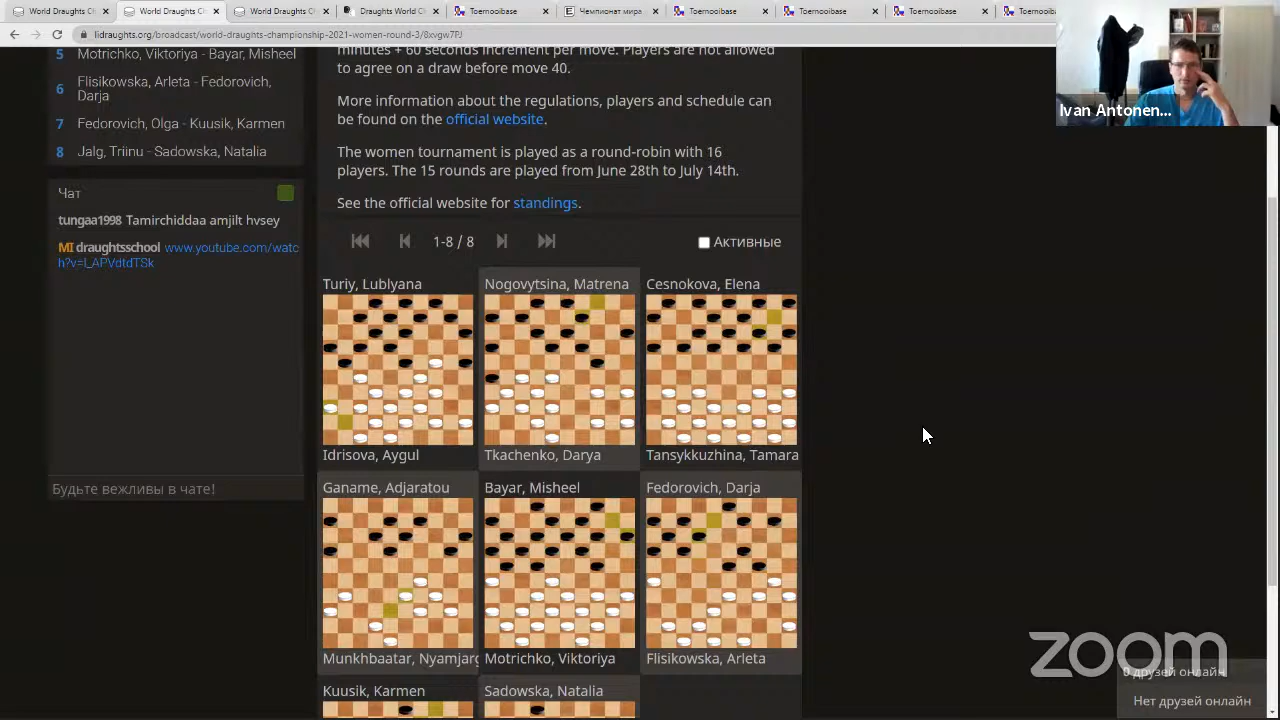 World Draughts Ch
World Draughts Ch
World Draughts Ch
Draughts World Ch
Toernooibase
Чемпионат мира
Toernooibase
Toernooibase
Toernooibase
lidraughts.org/broadcast/world-draughts-championship-2021-women-round-3/8xvgw7PJ
5 Motrichko, Viktoriya - Bayar, Misheel
6 Flisikowska, Arleta - Fedorovich,
Darja
7 Fedorovich, Olga - Kuusik, Karmen
8 Jalg, Triinu - Sadowska, Natalia
Чат
tungaa1998 Tamirchiddaa amjilt hvsey
MI draughtsschool www.youtube.com/watc
h?v=l_APVdtdTSk
Будьте вежливы в чате!
minutes + 60 seconds increment per move. Players are not allowed
to agree on a draw before move 40.
More information about the regulations, players and schedule can
be found on the official website.
The women tournament is played as a round-robin with 16
players. The 15 rounds are played from June 28th to July 14th.
See the official website for standings.
1-8 / 8
Активные
Turiy, Lublyana
Nogovytsina, Matrena
Cesnokova, Elena
Idrisova, Aygul
Tkachenko, Darya
Tansykkuzhina, Tamara
Ganame, Adjaratou
Bayar, Misheel
Fedorovich, Darja
Munkhbaatar, Nyamjarg
Motrichko, Viktoriya
Flisikowska, Arleta
Kuusik, Karmen
Sadowska, Natalia
Ivan Antonen...
zoom
0 друзей онлайн
Нет друзей онлайн